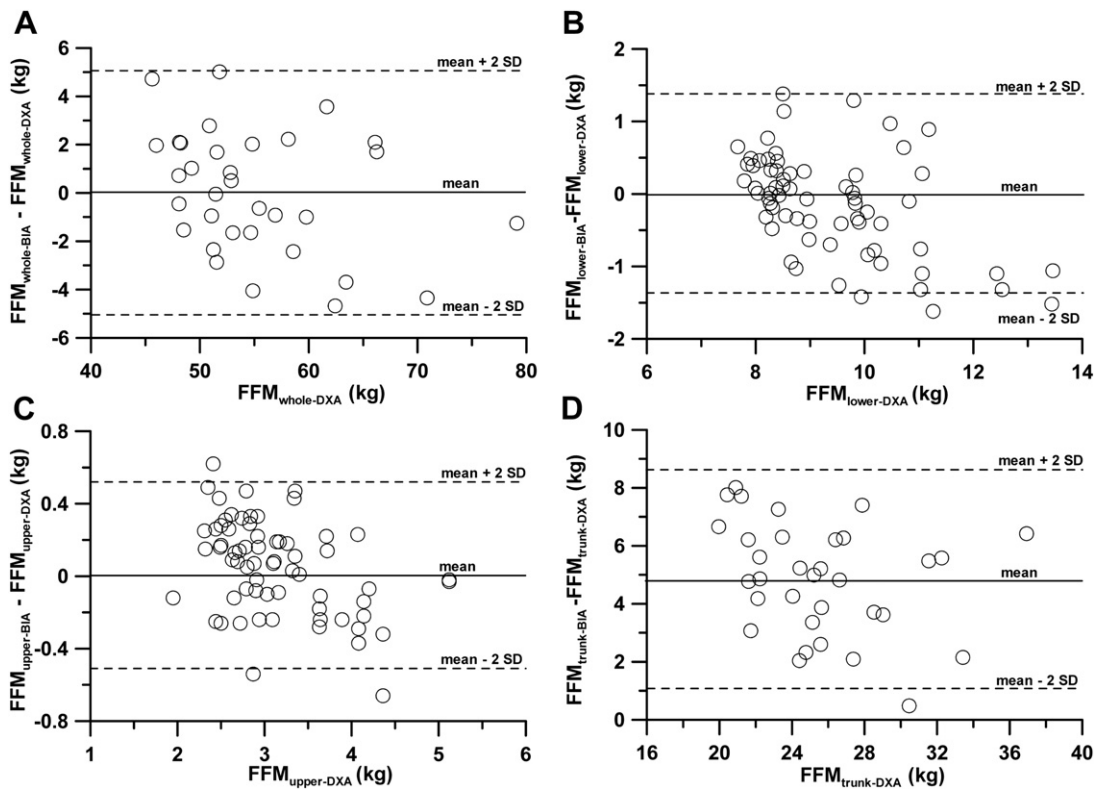 A
6
4
2
0
-2
-4
-6
40 50 60 70 80
mean + 2 SD
mean
mean - 2 SD
FFMwhole-BIA - FFMwhole-DXA (kg)
FFMwhole-DXA (kg)
B
2
1
0
-1
-2
6 8 10 12 14
mean + 2 SD
mean
mean - 2 SD
FFMlower-BIA-FFMlower-DXA (kg)
FFMlower-DXA (kg)
C
0.8
0.4
0
-0.4
-0.8
1 2 3 4 5 6
mean + 2 SD
mean
mean - 2 SD
FFMupper-BIA - FFMupper-DXA (kg)
FFMupper-DXA (kg)
D
10
8
6
4
2
0
16 20 24 28 32 36 40
mean + 2 SD
mean
mean - 2 SD
FFMtrunk-BIA-FFMtrunk-DXA (kg)
FFMtrunk-DXA (kg)